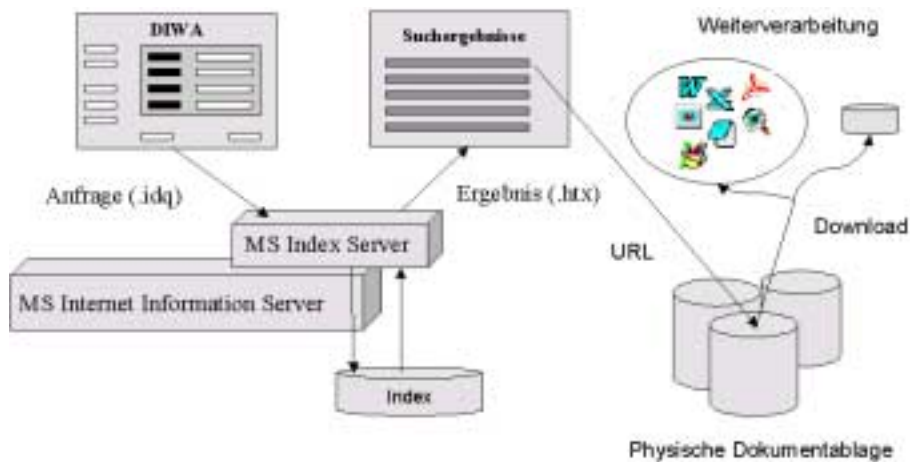 DIWA
Suchergebnisse
Weiterverarbeitung
Anfrage (.idq)
Ergebnis (.htx)
MS Index Server
Download
URL
MS Internet Information Server
Index
Physische Dokumentablage